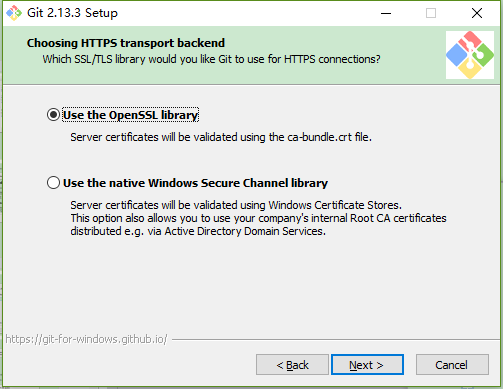 Git 2.13.3 Setup
Choosing HTTPS transport backend
Which SSL/TLS library would you like Git to use for HTTPS connections?
Use the OpenSSL library
Server certificates will be validated using the ca-bundle.crt file.
Use the native Windows Secure Channel library
Server certificates will be validated using Windows Certificate Stores.
This option also allows you to use your company's internal Root CA certificates
distributed e.g. via Active Directory Domain Services.
https://git-for-windows.github.io/
< Back
Next >
Cancel